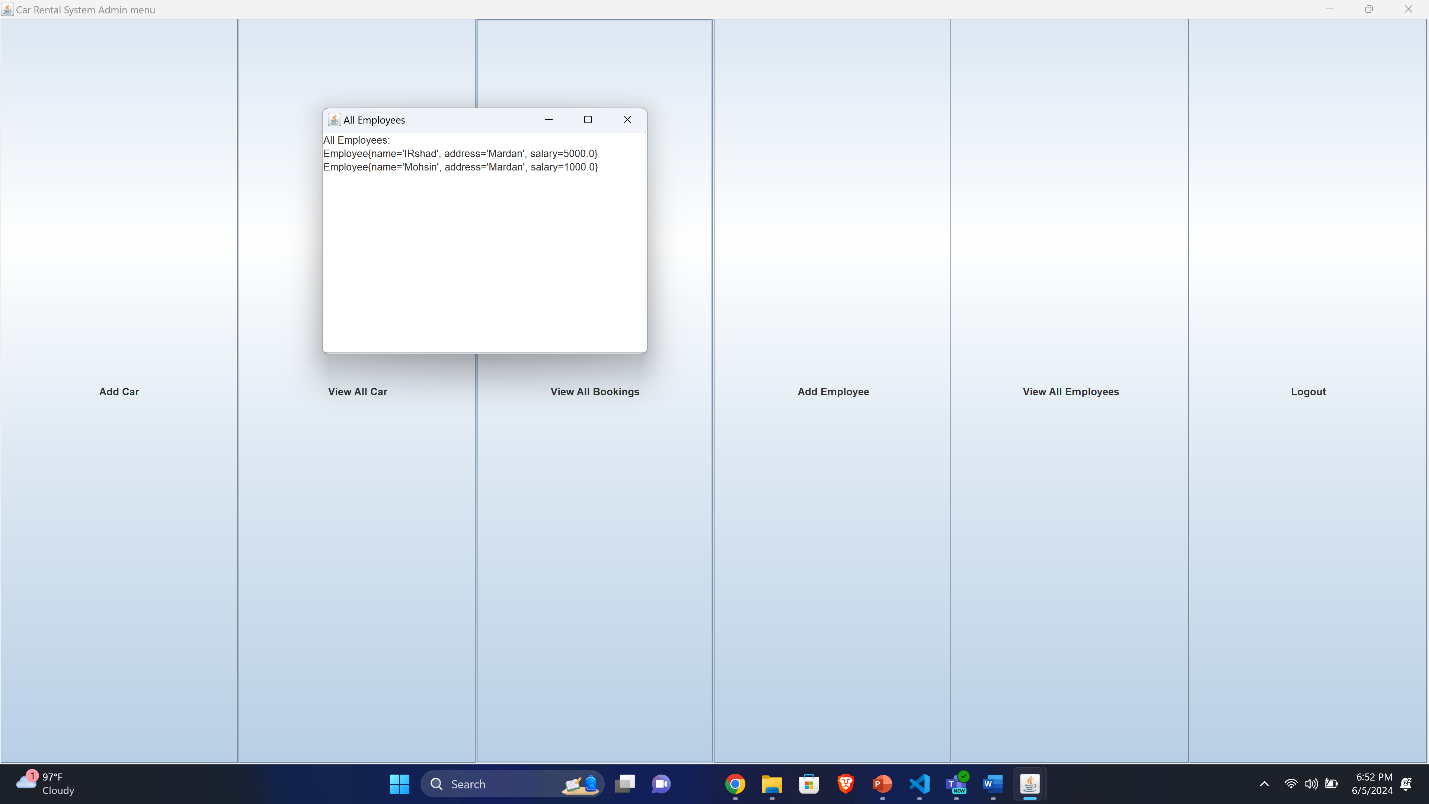 Car Rental System Admin menu
All Employees
All Employees:
Employee{name='IRshad', address='Mardan', salary=5000.0}
Employee{name='Mohsin', address='Mardan', salary=1000.0}
Add Car
View All Car
View All Bookings
Add Employee
View All Employees
Logout
1
97°F
Cloudy
Search
P
T
NEW
W
6:52 PM
6/5/2024